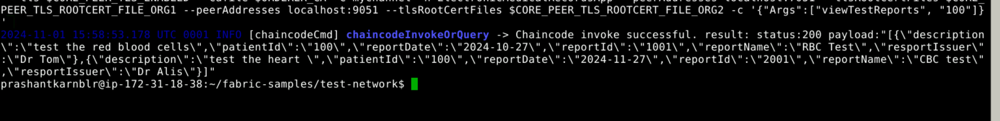 PEER_TLS_ROOTCERT_FILE_ORG1 --peerAddresses localhost:9051 --tlsRootCertFiles $CORE_PEER_TLS_ROOTCERT_FILE_ORG2 -c '{"Args":["viewTestReports", "100"]}
'
2024-11-01 15:58:53.178 UTC 0001 INFO [chaincodeCmd] chaincodeInvokeOrQuery -> Chaincode invoke successful. result: status:200 payload:"[{\"description
\":\"test the red blood cells\",\"patientId\":\"100\",\"reportDate\":\"2024-10-27\",\"reportId\":\"1001\",\"reportName\":\"RBC Test\",\"resportIssuer\"
:\"Dr Tom\"},{\"description\":\"test the heart \",\"patientId\":\"100\",\"reportDate\":\"2024-11-27\",\"reportId\":\"2001\",\"reportName\":\"CBC test\"
,\"resportIssuer\":\"Dr Alis\"}]"
prashantkarnblr@ip-172-31-18-38:~/fabric-samples/test-network$